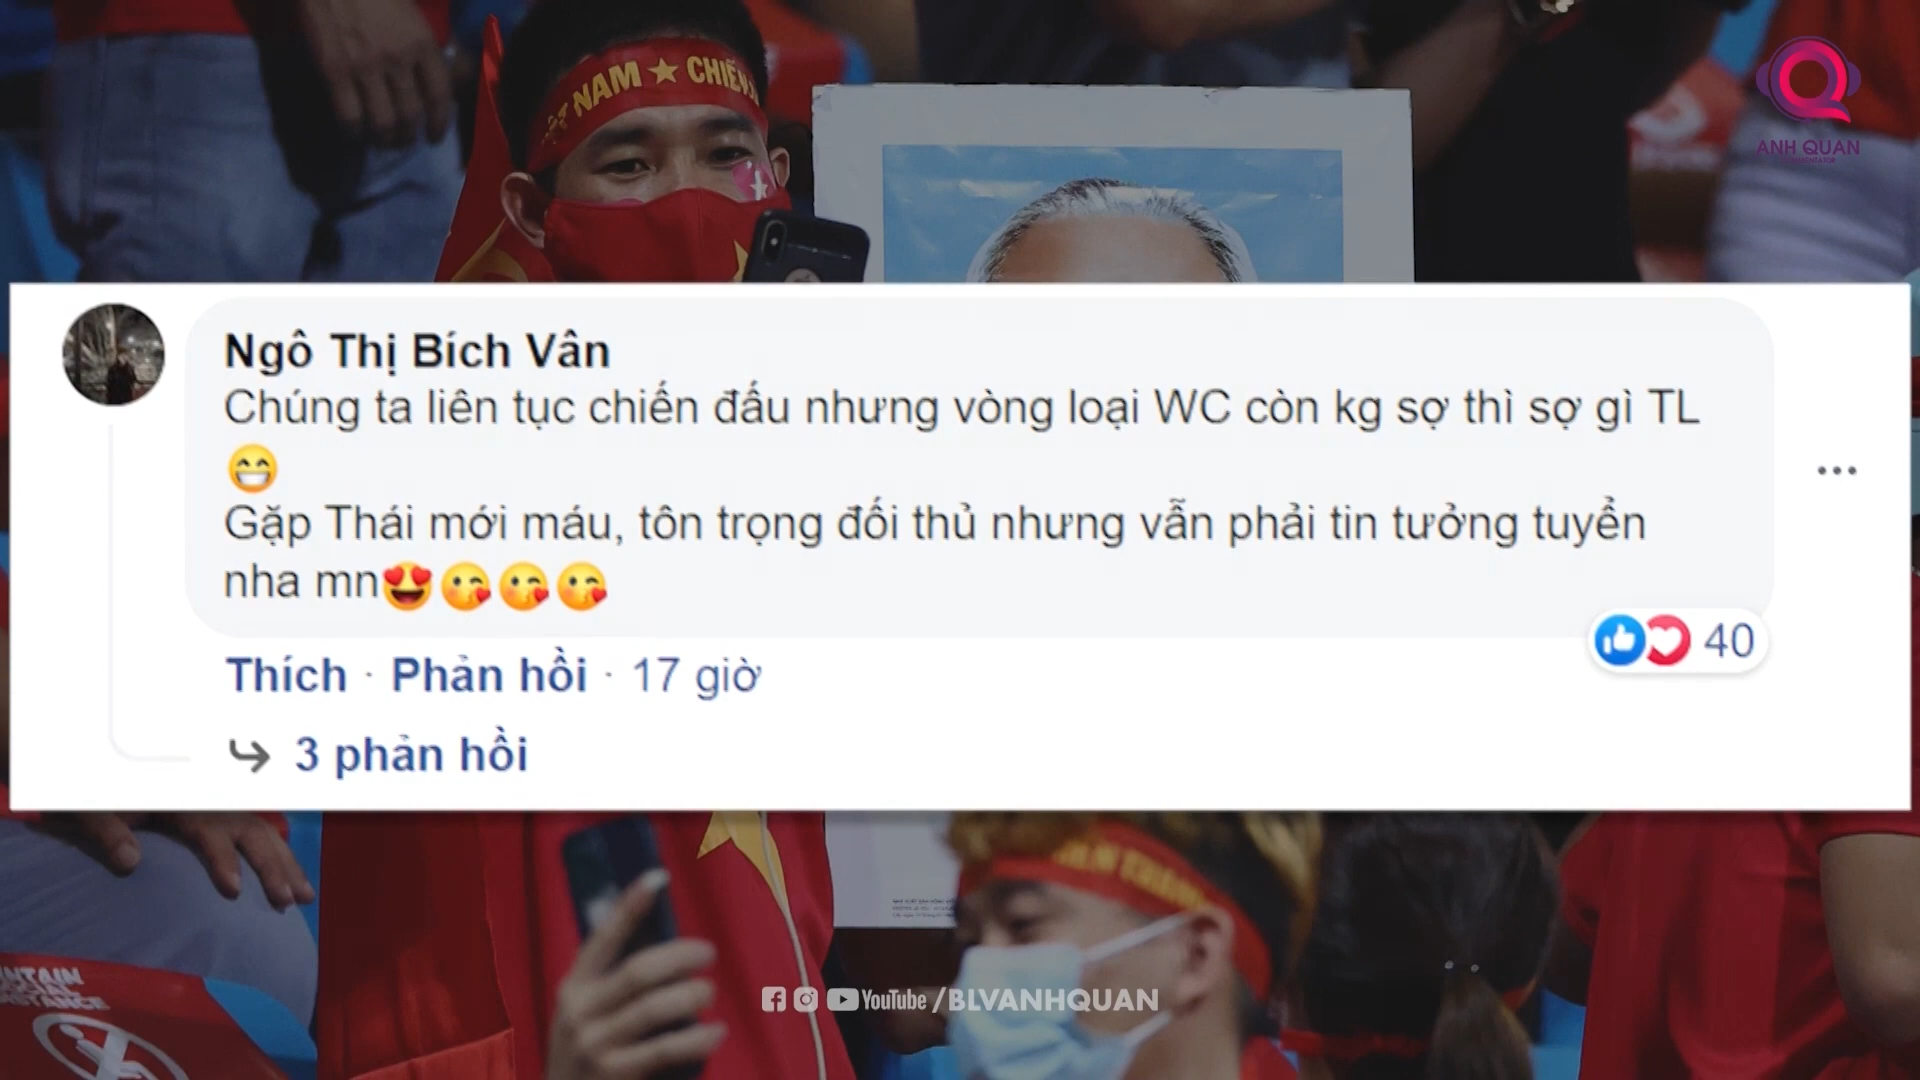 NAM ★ CHIẾN
ANH QUAN
Ngô Thị Bích Vân
Chúng ta liên tục chiến đấu nhưng vòng loại WC còn kg sợ thì sợ gì TL
😁
Gặp Thái mới máu, tôn trọng đối thủ nhưng vẫn phải tin tưởng tuyển
nha mn😍😘😘😘
40
Thích · Phản hồi · 17 giờ
3 phản hồi
YouTube /BLVANHQUAN